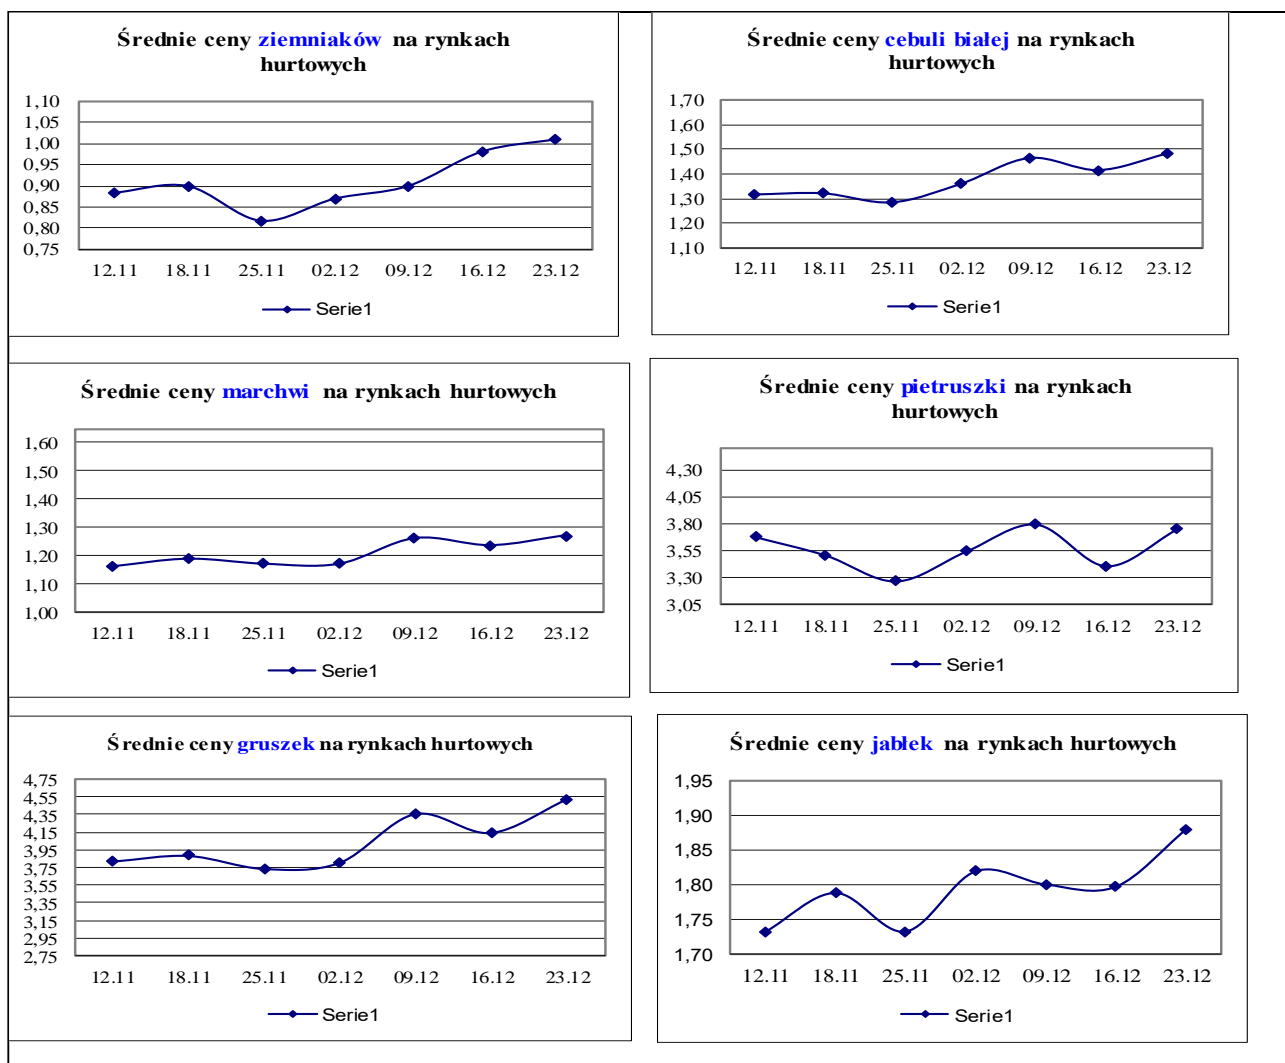 Średnie ceny ziemniaków na rynkach
hurtowych
1,10
1,05
1,00
0,95
0,90
0,85
0,80
0,75
12.11 18.11 25.11 02.12 09.12 16.12 23.12
Serie1
Średnie ceny cebuli białej na rynkach
hurtowych
1,70
1,60
1,50
1,40
1,30
1,20
1,10
12.11 18.11 25.11 02.12 09.12 16.12 23.12
Serie1
Średnie ceny marchwi na rynkach hurtowych
1,60
1,50
1,40
1,30
1,20
1,10
1,00
12.11 18.11 25.11 02.12 09.12 16.12 23.12
Serie1
Średnie ceny pietruszki na rynkach
hurtowych
4,30
4,05
3,80
3,55
3,30
3,05
12.11 18.11 25.11 02.12 09.12 16.12 23.12
Serie1
Średnie ceny gruszek na rynkach hurtowych
4,75
4,55
4,35
4,15
3,95
3,75
3,55
3,35
3,15
2,95
2,75
12.11 18.11 25.11 02.12 09.12 16.12 23.12
Serie1
Średnie ceny jabłek na rynkach hurtowych
1,95
1,90
1,85
1,80
1,75
1,70
12.11 18.11 25.11 02.12 09.12 16.12 23.12
Serie1